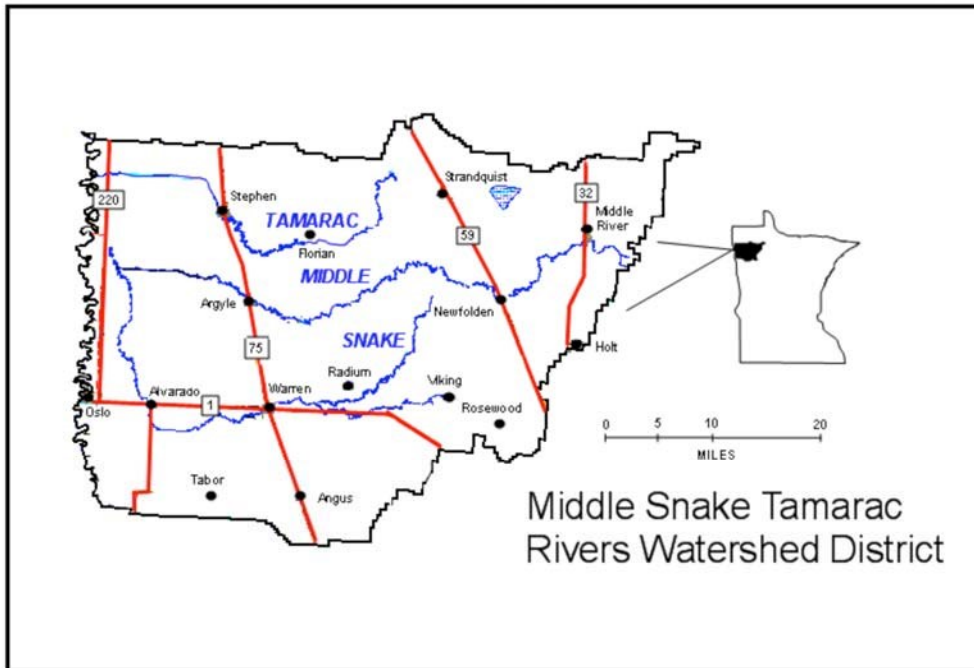 220
Stephen
TAMARAC
Florian
Strandquist
32
Middle
River
59
MIDDLE
Argyle
Newfolden
SNAKE
75
Holt
Radium
Viking
Alvarado
Warren
Rosewood
Oslo
1
Tabor
Angus
0 5 10 20
MILES
Middle Snake Tamarac
Rivers Watershed District